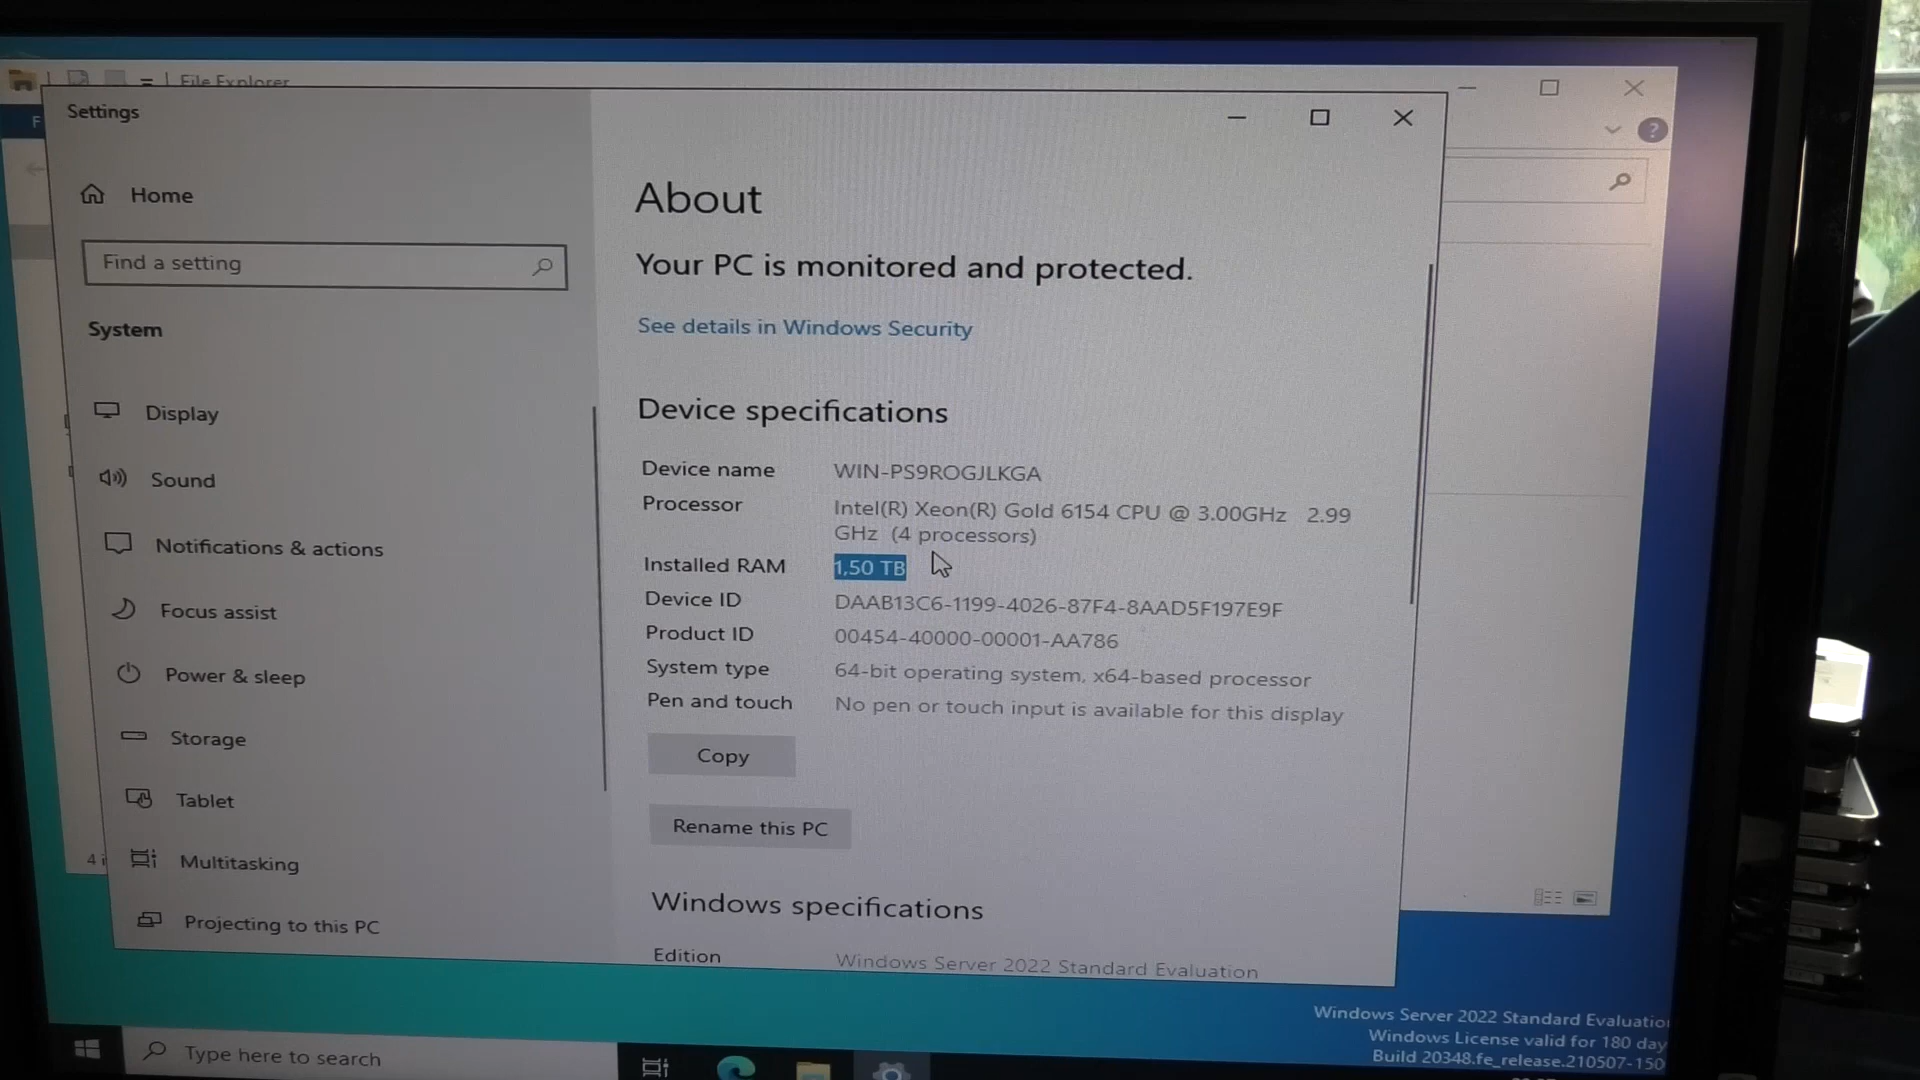 File Explorer
F
Settings
Home
Find a setting
System
Display
Sound
Notifications & actions
Focus assist
Power & sleep
Storage
Tablet
Multitasking
Projecting to this PC
About
Your PC is monitored and protected.
See details in Windows Security
Device specifications
Device name WIN-PS9ROGJLKGA
Processor Intel(R) Xeon(R) Gold 6154 CPU @ 3.00GHz 2.99
GHz (4 processors)
Installed RAM 1,50 TB
Device ID DAAB13C6-1199-4026-87F4-8AAD5F197E9F
Product ID 00454-40000-00001-AA786
System type 64-bit operating system, x64-based processor
Pen and touch No pen or touch input is available for this display
Copy
Rename this PC
Windows specifications
Edition Windows Server 2022 Standard Evaluation
4 i
?
Windows Server 2022 Standard Evaluation
Windows License valid for 180 day
Build 20348.fe_release.210507-150
Type here to search